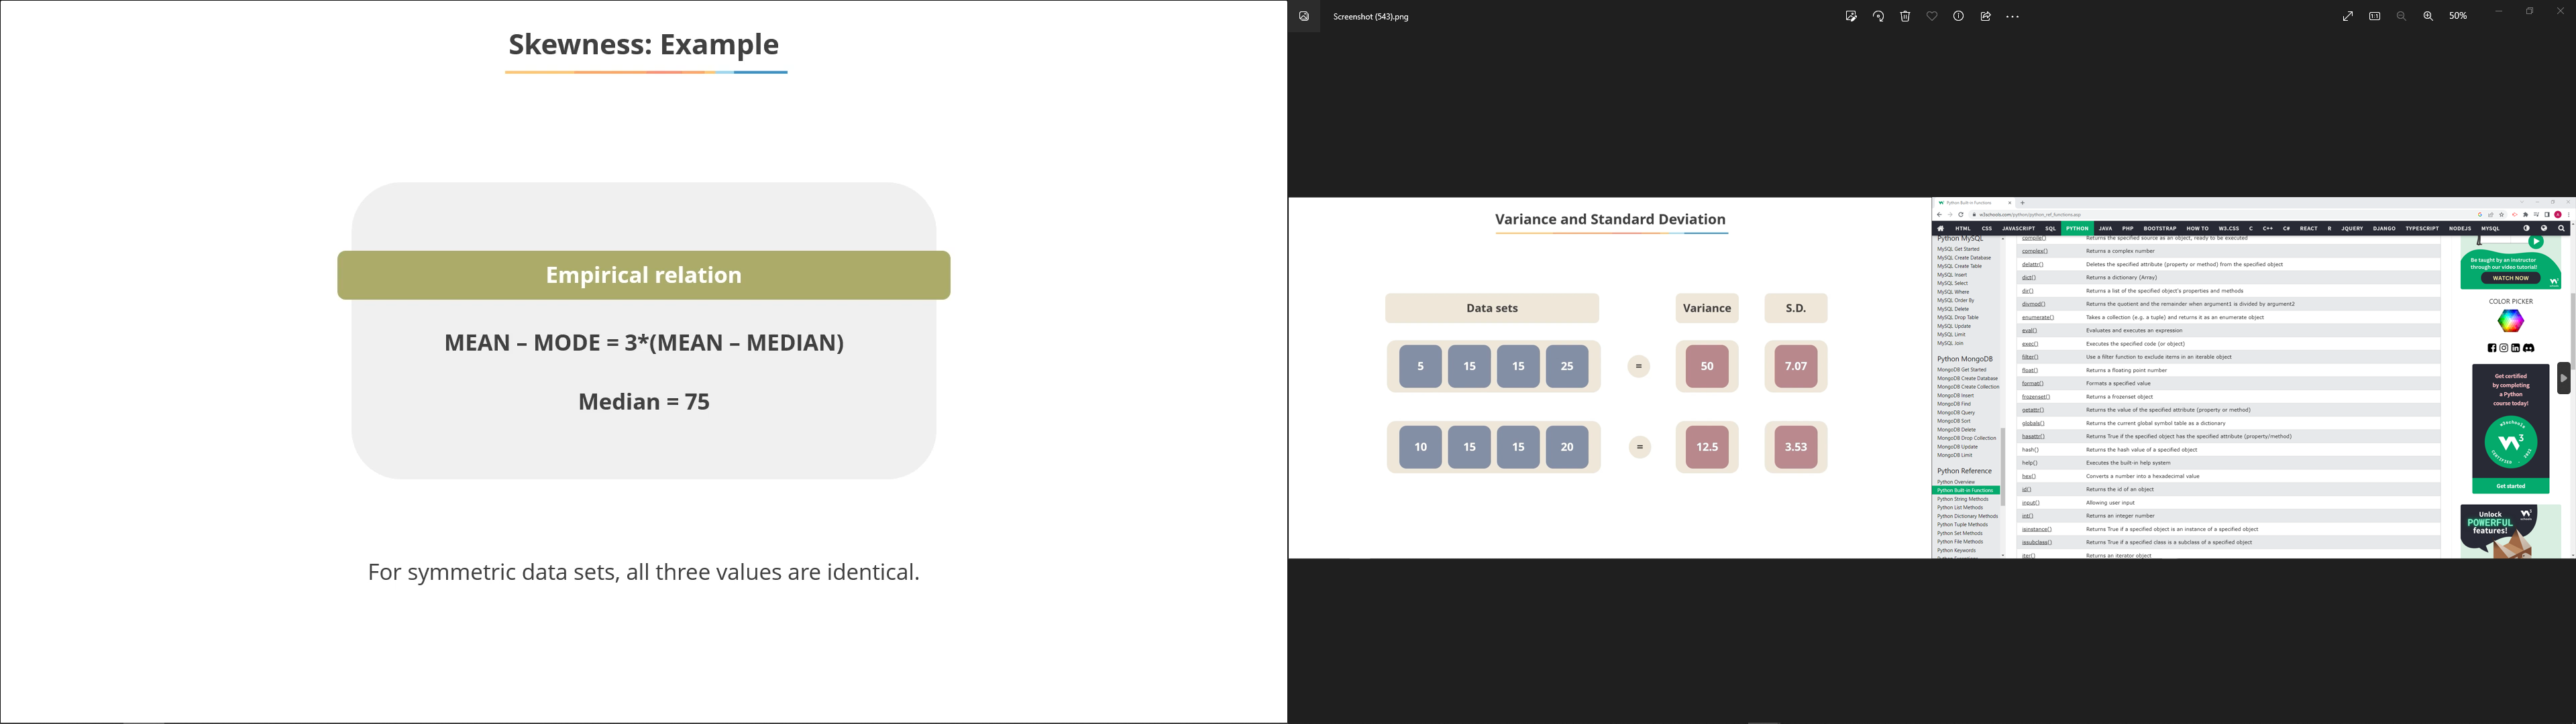 Skewness: Example
Empirical relation
MEAN – MODE = 3*(MEAN – MEDIAN)
Median = 75
For symmetric data sets, all three values are identical.
Screenshot (543).png
50%
Variance and Standard Deviation
Data sets Variance S.D.
5 15 15 25 = 50 7.07
10 15 15 20 = 12.5 3.53
Python Built-in Functions
w3schools.com/python/python_ref_functions.asp
HTML CSS JAVASCRIPT SQL PYTHON JAVA PHP BOOTSTRAP HOW TO W3.CSS C C++ C# REACT R JQUERY DJANGO TYPESCRIPT NODEJS MYSQL
Python MySQL
MySQL Get Started
MySQL Create Database
MySQL Create Table
MySQL Insert
MySQL Select
MySQL Where
MySQL Order By
MySQL Delete
MySQL Drop Table
MySQL Update
MySQL Limit
MySQL Join
Python MongoDB
MongoDB Get Started
MongoDB Create Database
MongoDB Create Collection
MongoDB Insert
MongoDB Find
MongoDB Query
MongoDB Sort
MongoDB Delete
MongoDB Drop Collection
MongoDB Update
MongoDB Limit
Python Reference
Python Overview
Python Built-in Functions
Python String Methods
Python List Methods
Python Dictionary Methods
Python Tuple Methods
Python Set Methods
Python File Methods
Python Keywords
compile() Returns the specified source as an object, ready to be executed
complex() Returns a complex number
delattr() Deletes the specified attribute (property or method) from the specified object
dict() Returns a dictionary (Array)
dir() Returns a list of the specified object's properties and methods
divmod() Returns the quotient and the remainder when argument1 is divided by argument2
enumerate() Takes a collection (e.g. a tuple) and returns it as an enumerate object
eval() Evaluates and executes an expression
exec() Executes the specified code (or object)
filter() Use a filter function to exclude items in an iterable object
float() Returns a floating point number
format() Formats a specified value
frozenset() Returns a frozenset object
getattr() Returns the value of the specified attribute (property or method)
globals() Returns the current global symbol table as a dictionary
hasattr() Returns True if the specified object has the specified attribute (property/method)
hash() Returns the hash value of a specified object
help() Executes the built-in help system
hex() Converts a number into a hexadecimal value
id() Returns the id of an object
input() Allowing user input
int() Returns an integer number
isinstance() Returns True if a specified object is an instance of a specified object
issubclass() Returns True if a specified class is a subclass of a specified object
iter() Returns an iterator object
Be taught by an instructor
through our video tutorial!
WATCH NOW
COLOR PICKER
Get certified
by completing
a Python
course today!
w3schools
CERTIFIED
Get started
Unlock
POWERFUL
features!